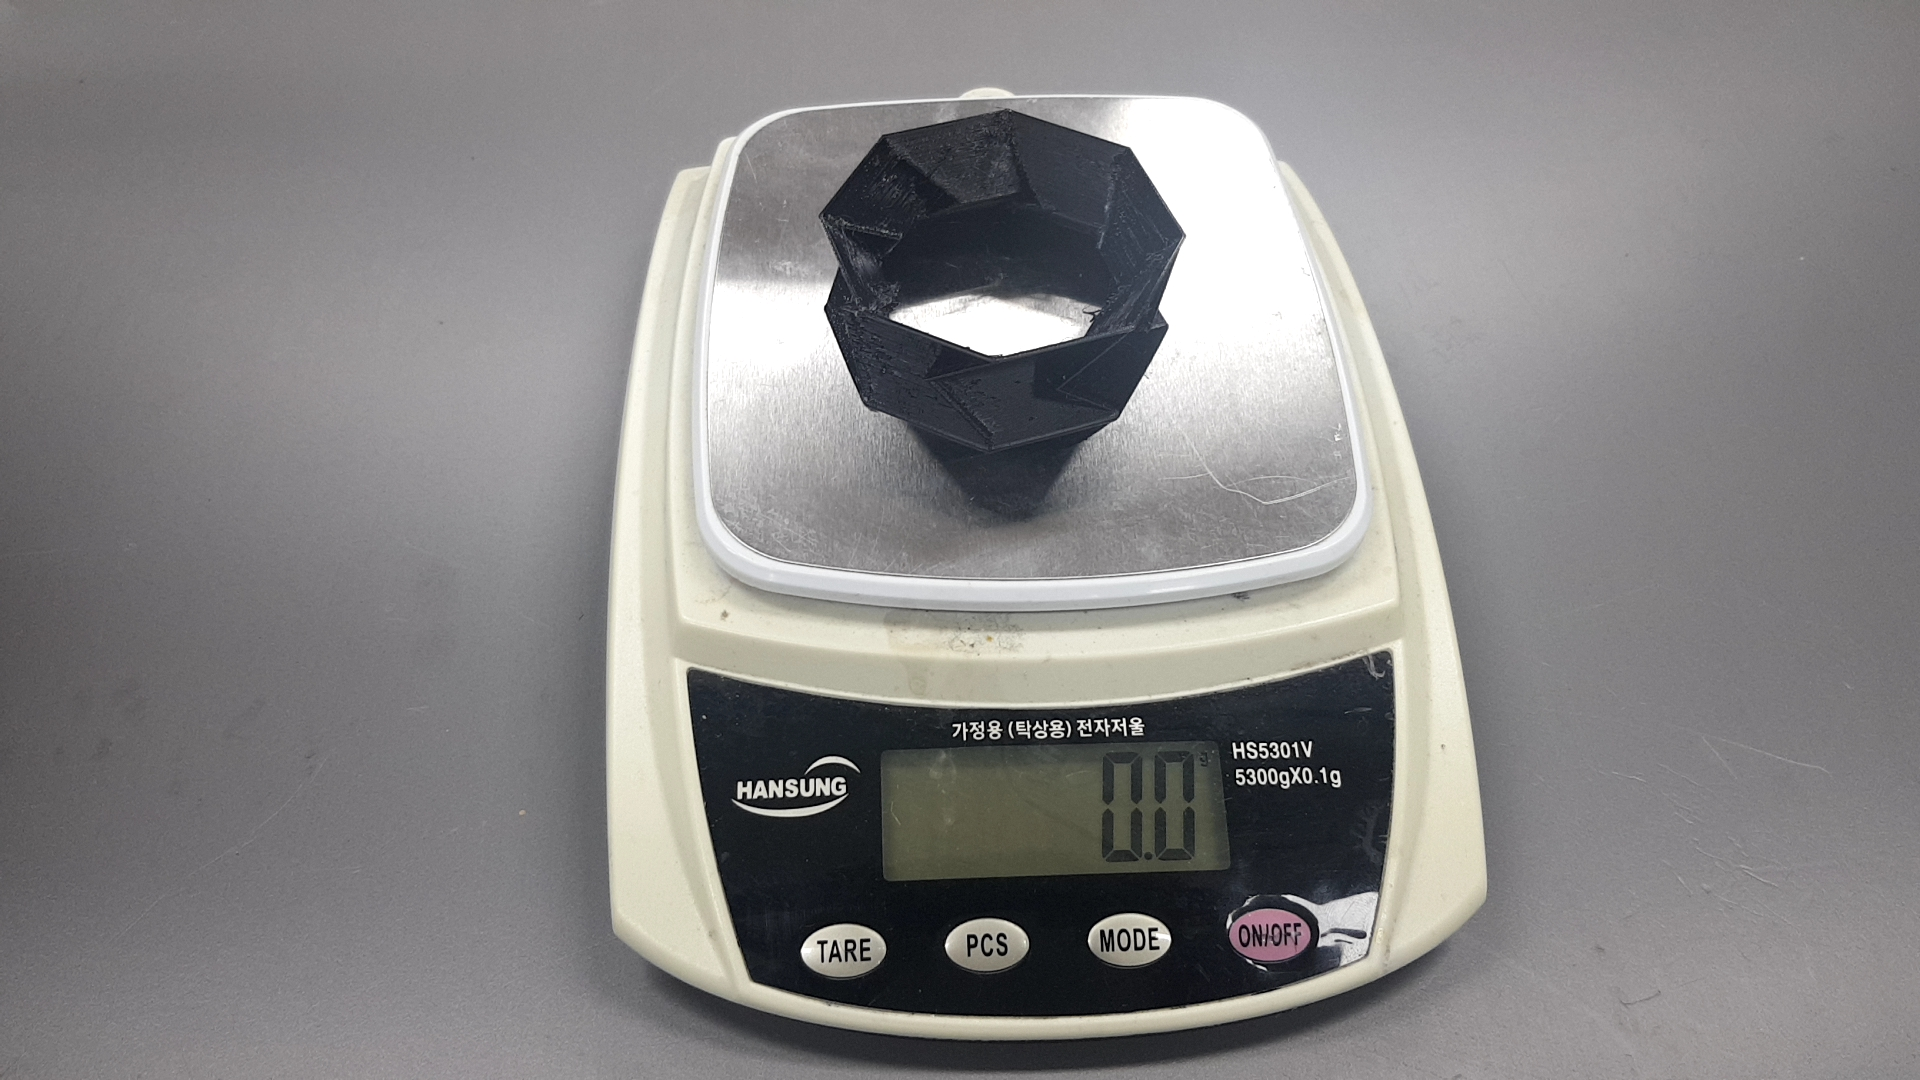 가정용 (탁상용) 전자저울
HANSUNG
0.0 g
HS5301V
5300gX0.1g
TARE
PCS
MODE
ON/OFF